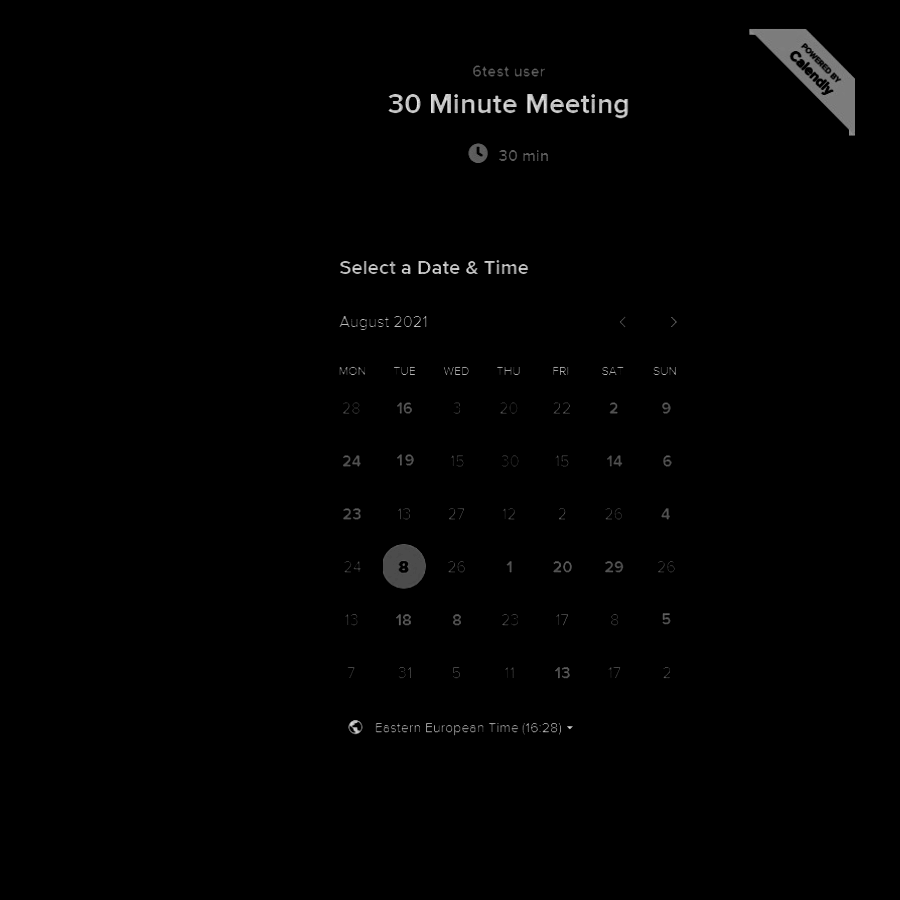 POWERED BY
Calendly
6test user
30 Minute Meeting
30 min
Select a Date & Time
August 2021
MON TUE WED THU FRI SAT SUN
28 16 3 20 22 2 9
24 19 15 30 15 14 6
23 13 27 12 2 26 4
24 8 26 1 20 29 26
13 18 8 23 17 8 5
7 31 5 11 13 17 2
Eastern European Time (16:28)